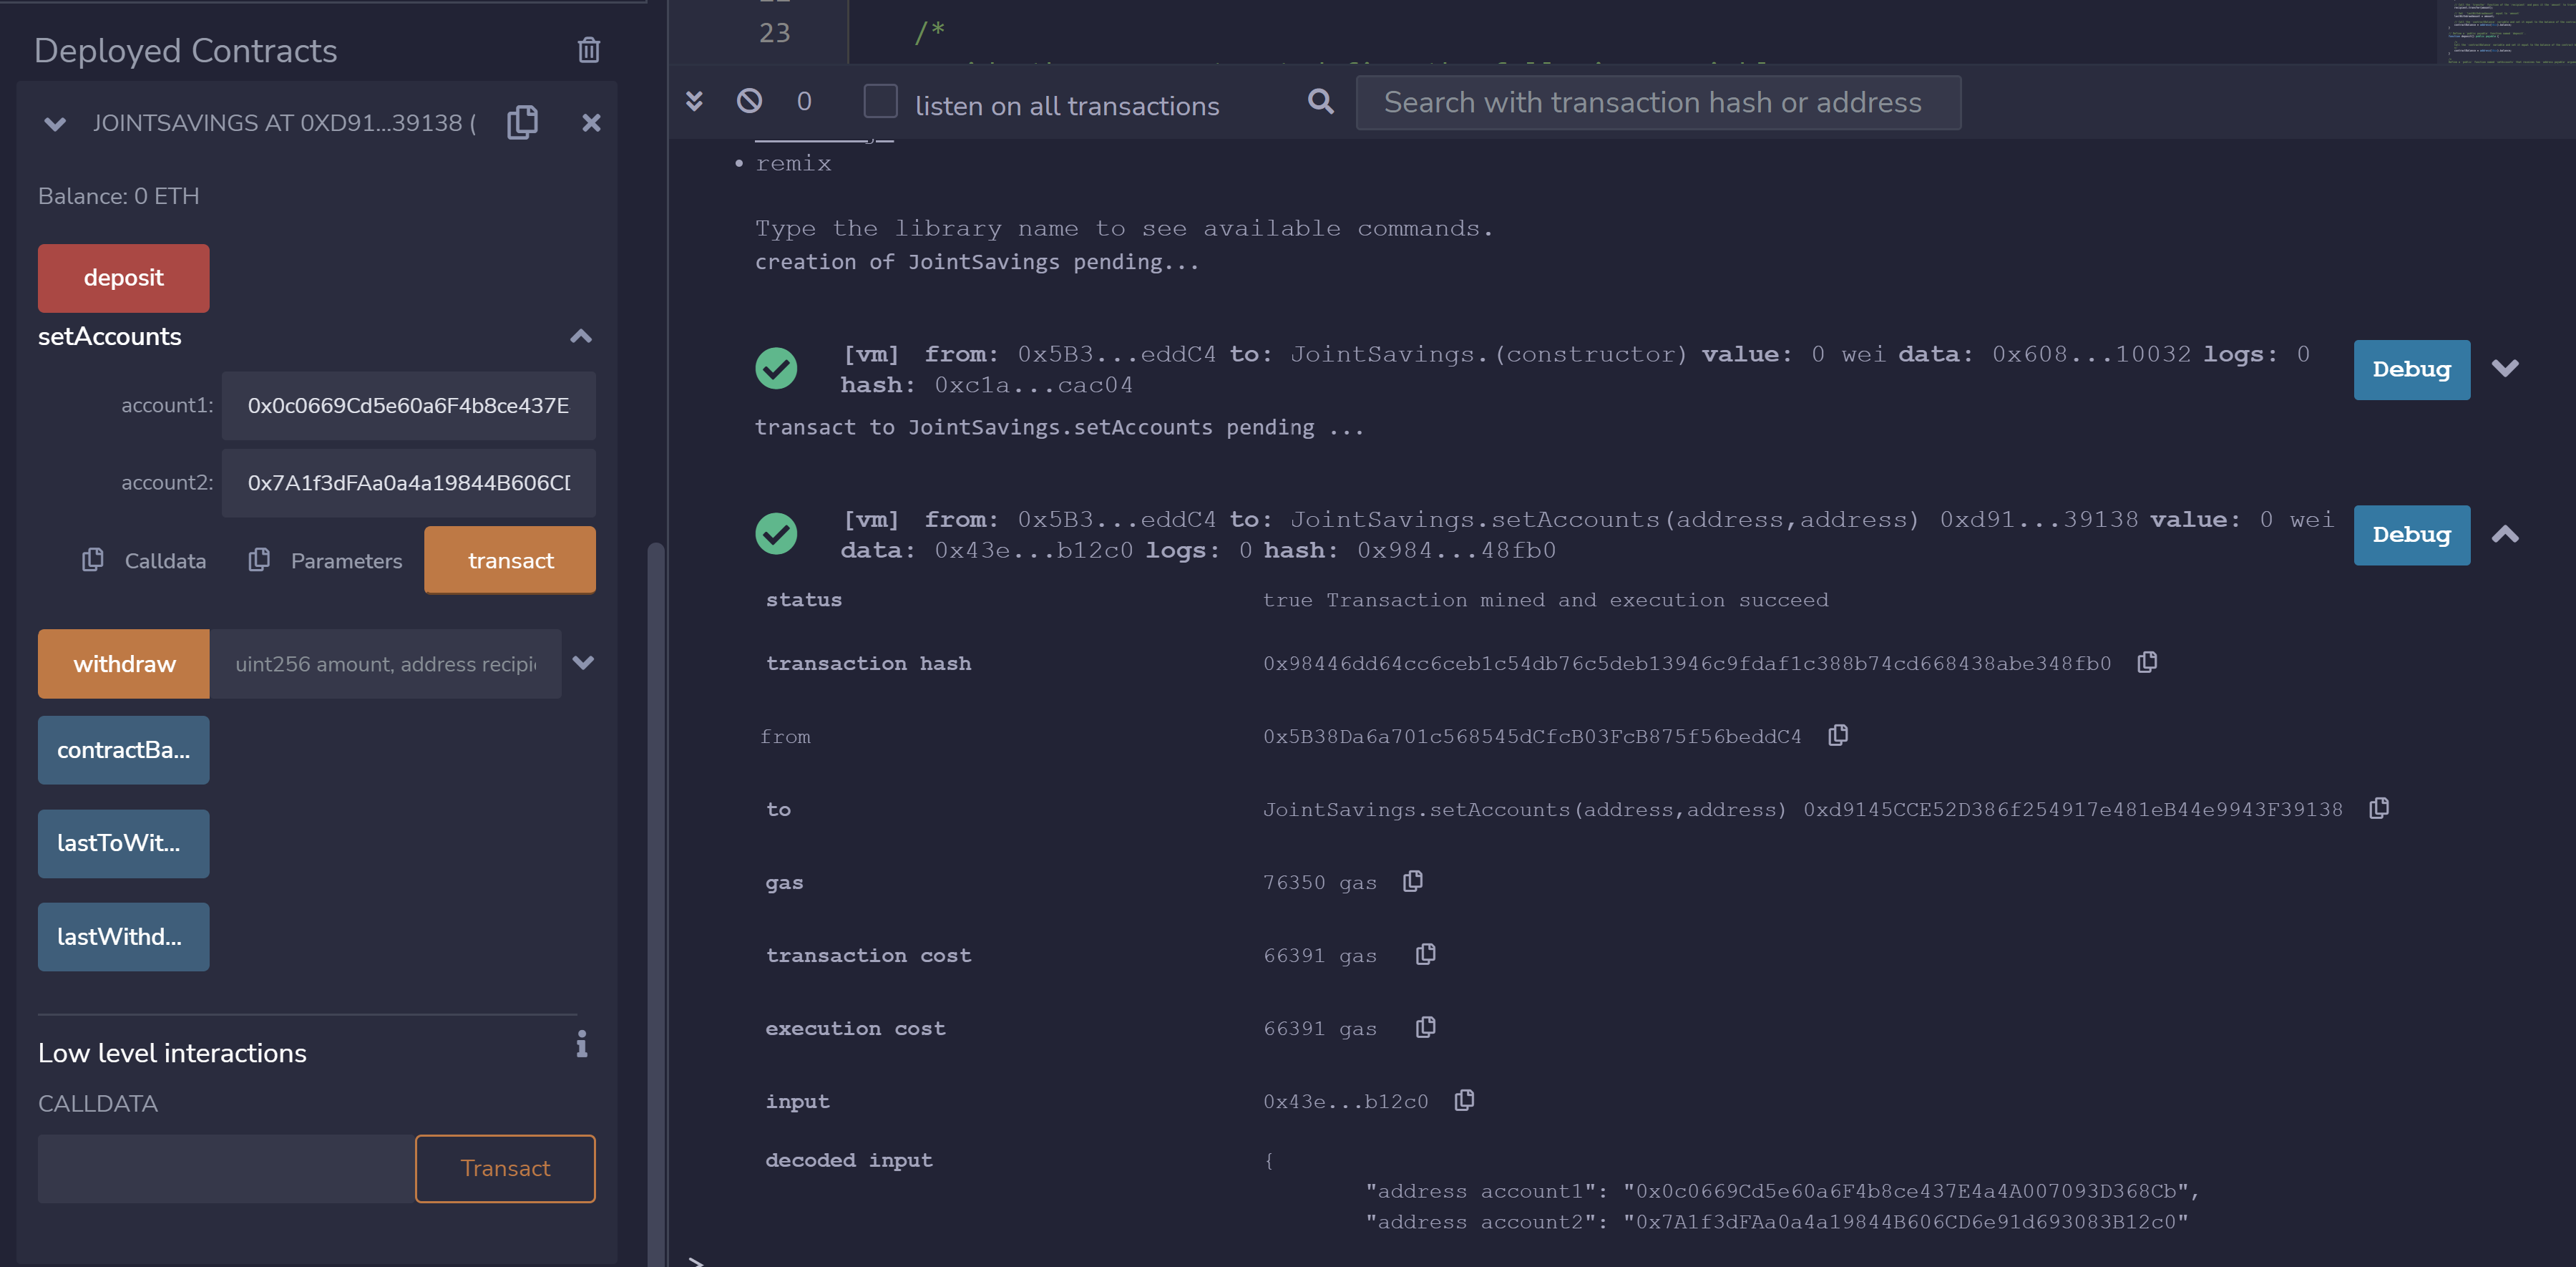 Deployed Contracts
JOINTSAVINGS AT 0XD91...39138 (
Balance: 0 ETH
deposit
setAccounts
account1: 0x0c0669Cd5e60a6F4b8ce437E
account2: 0x7A1f3dFAa0a4a19844B606C
Calldata Parameters transact
withdraw uint256 amount, address recipi
contractBa...
lastToWit...
lastWithd...
Low level interactions
CALLDATA
Transact
23 /*
0 listen on all transactions Search with transaction hash or address
• remix
Type the library name to see available commands.
creation of JointSavings pending...
[vm] from: 0x5B3...eddC4 to: JointSavings.(constructor) value: 0 wei data: 0x608...10032 logs: 0
hash: 0xc1a...cac04
Debug
transact to JointSavings.setAccounts pending ...
[vm] from: 0x5B3...eddC4 to: JointSavings.setAccounts(address,address) 0xd91...39138 value: 0 wei
data: 0x43e...b12c0 logs: 0 hash: 0x984...48fb0
Debug
status true Transaction mined and execution succeed
transaction hash 0x98446dd64cc6ceb1c54db76c5deb13946c9fdaf1c388b74cd668438abe348fb0
from 0x5B38Da6a701c568545dCfcB03FcB875f56beddC4
to JointSavings.setAccounts(address,address) 0xd9145CCE52D386f254917e481eB44e9943F39138
gas 76350 gas
transaction cost 66391 gas
execution cost 66391 gas
input 0x43e...b12c0
decoded input {
"address account1": "0x0c0669Cd5e60a6F4b8ce437E4a4A007093D368Cb",
"address account2": "0x7A1f3dFAa0a4a19844B606CD6e91d693083B12c0"
>